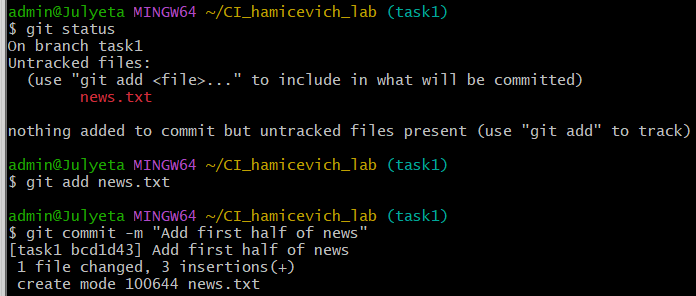 admin@Julyeta MINGW64 ~/CI_hamicevich_lab (task1)
$ git status
On branch task1
Untracked files:
  (use "git add <file>..." to include in what will be committed)
        news.txt

nothing added to commit but untracked files present (use "git add" to track)

admin@Julyeta MINGW64 ~/CI_hamicevich_lab (task1)
$ git add news.txt

admin@Julyeta MINGW64 ~/CI_hamicevich_lab (task1)
$ git commit -m "Add first half of news"
[task1 bcd1d43] Add first half of news
 1 file changed, 3 insertions(+)
 create mode 100644 news.txt